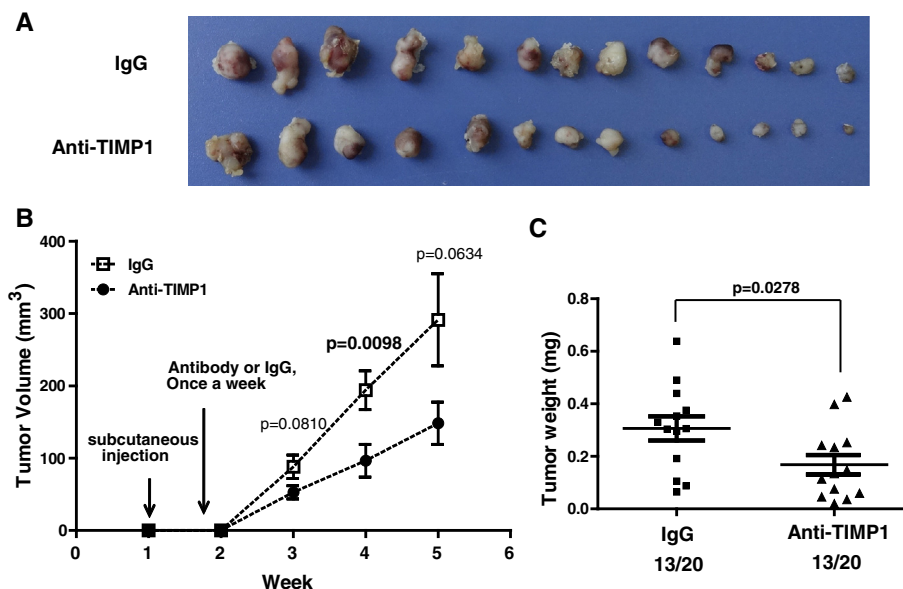 A
IgG
Anti-TIMP1
B
Tumor Volume (mm3)
400
300
200
100
0
IgG
Anti-TIMP1
p=0.0634
p=0.0098
Antibody or IgG,
Once a week
p=0.0810
subcutaneous
injection
0 1 2 3 4 5 6
Week
C
Tumor weight (mg)
p=0.0278
0.8
0.6
0.4
0.2
0.0
IgG Anti-TIMP1
13/20 13/20